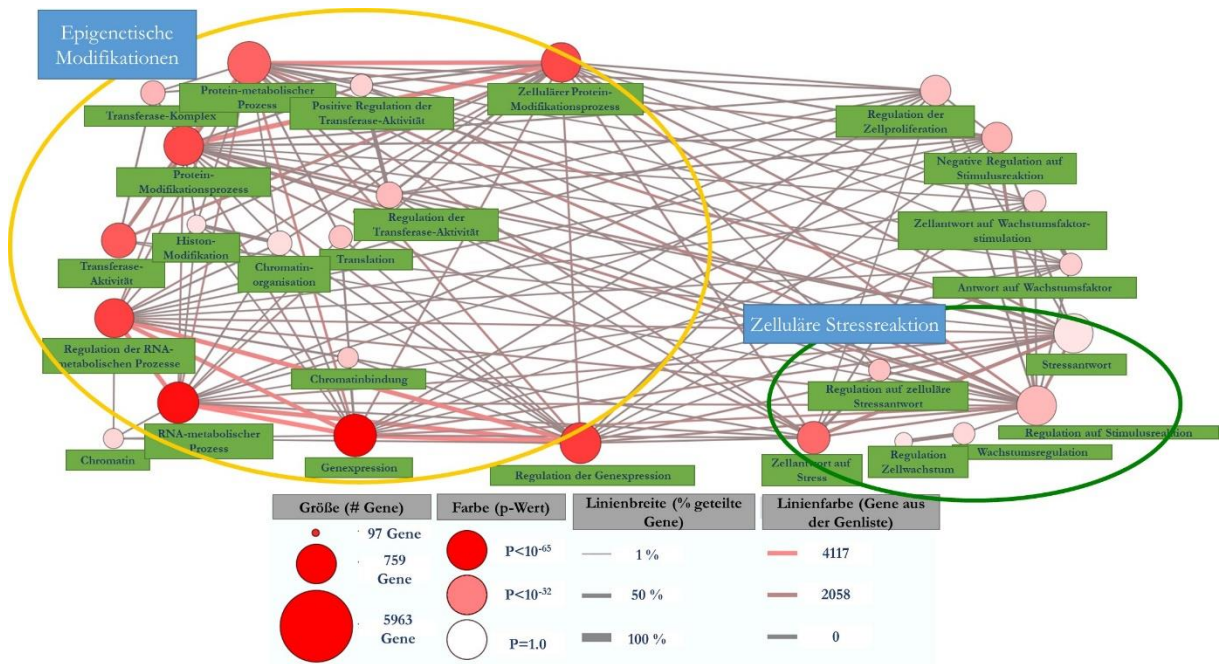 Epigenetische
Modifikationen
Protein-metabolischer
Prozess
Transferase-Komplex
Positive Regulation der
Transferase-Aktivität
Zellulärer Protein-
Modifikationsprozess
Regulation der
Zellproliferation
Negative Regulation auf
Stimulusreaktion
Protein-
Modifikationsprozess
Regulation der
Transferase-Aktivität
Zellantwort auf Wachstumsfaktor-
stimulation
Histon-
Modifikation
Translation
Chromatin-
organisation
Transferase-
Aktivität
Antwort auf Wachstumsfaktor
Zelluläre Stressreaktion
Regulation der RNA-
metabolischen Prozesse
Chromatinbindung
Stressantwort
Regulation auf zelluläre
Stressantwort
RNA-metabolischer
Prozess
Chromatin
Genexpression
Regulation der Genexpression
Zellantwort auf
Stress
Regulation
Zellwachstum
Regulation auf Stimulusreaktion
Wachstumsregulation
Größe (# Gene)
97 Gene
759
Gene
5963
Gene
Farbe (p-Wert)
P<10-65
P<10-32
P=1.0
Linienbreite (% geteilte
Gene)
1 %
50 %
100 %
Linienfarbe (Gene aus
der Genliste)
4117
2058
0